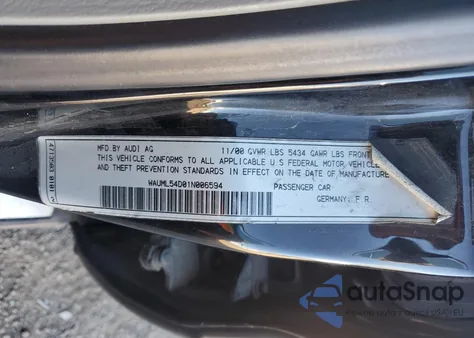 MFD BY AUDI AG 11/00 GVWR LBS 5434 GAWR LBS FRONT
THIS VEHICLE CONFORMS TO ALL APPLICABLE U S FEDERAL MOTOR VEHICLE
AND THEFT PREVENTION STANDARDS IN EFFECT ON THE DATE OF MANUFAC
WAUML54D01N006594 PASSENGER CAR
GERMANY F. R.
autoSnap